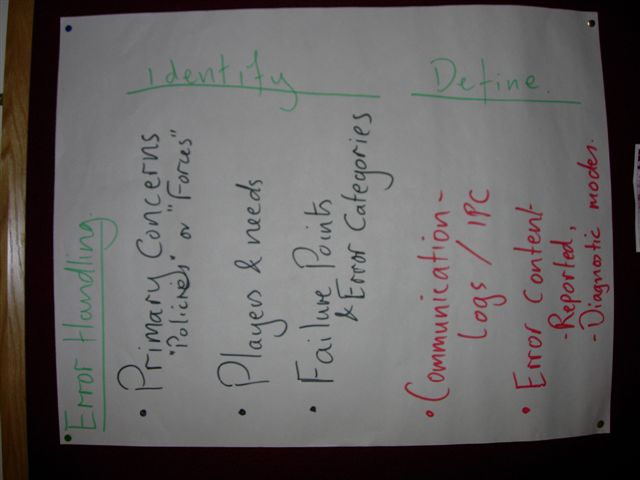 Error Handling.
identify
• Primary Concerns
"Policies" or "Forces"
• Players & needs
• Failure Points
& Error Categories
Define.
• Communication -
Logs / IPC
• Error Content -
- Reported,
- Diagnostic modes.